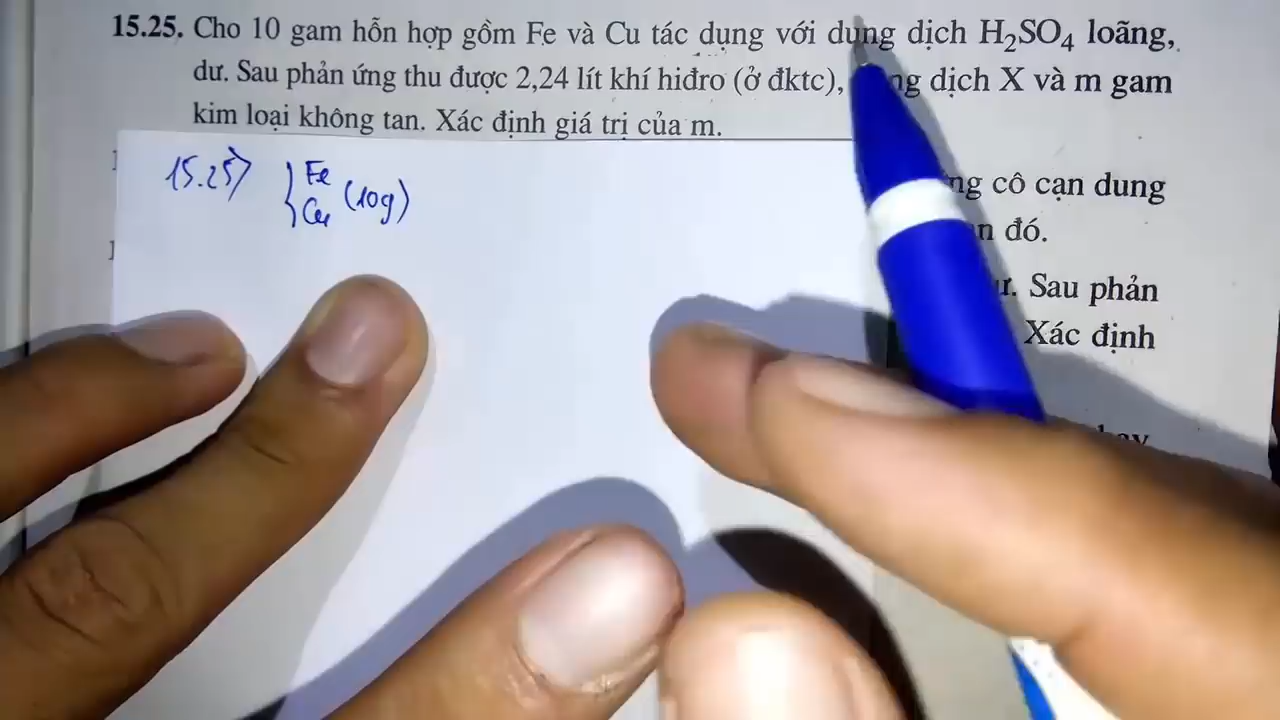 15.25. Cho 10 gam hỗn hợp gồm Fe và Cu tác dụng với dung dịch H₂SO₄ loãng,
dư. Sau phản ứng thu được 2,24 lít khí hiđro (ở đktc), dịch X và m gam
kim loại không tan. Xác định giá trị của m.
15.25) { Fe Cu (10g)
cô cạn dung
đó.
Sau phản
Xác định